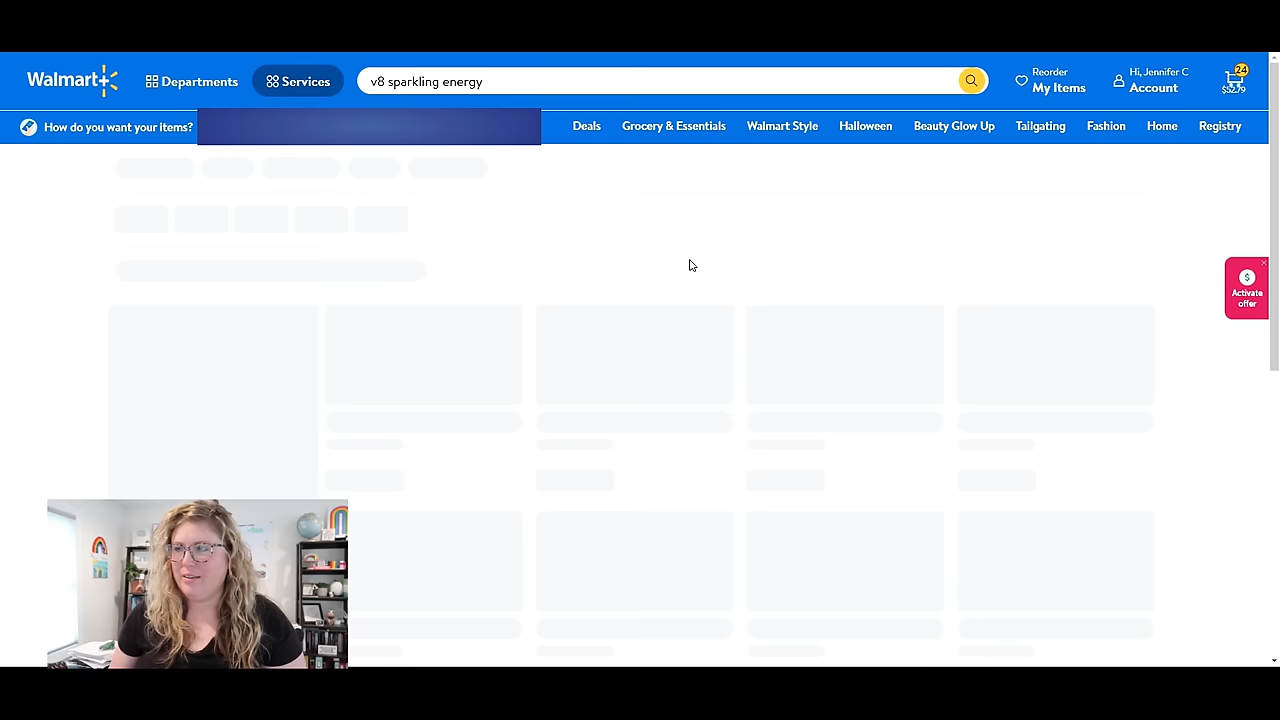 Walmart+
Departments
Services
v8 sparkling energy
Reorder
My Items
Hi, Jennifer C
Account
24
How do you want your items?
Deals
Grocery & Essentials
Walmart Style
Halloween
Beauty Glow Up
Tailgating
Fashion
Home
Registry
$
Activate
offer